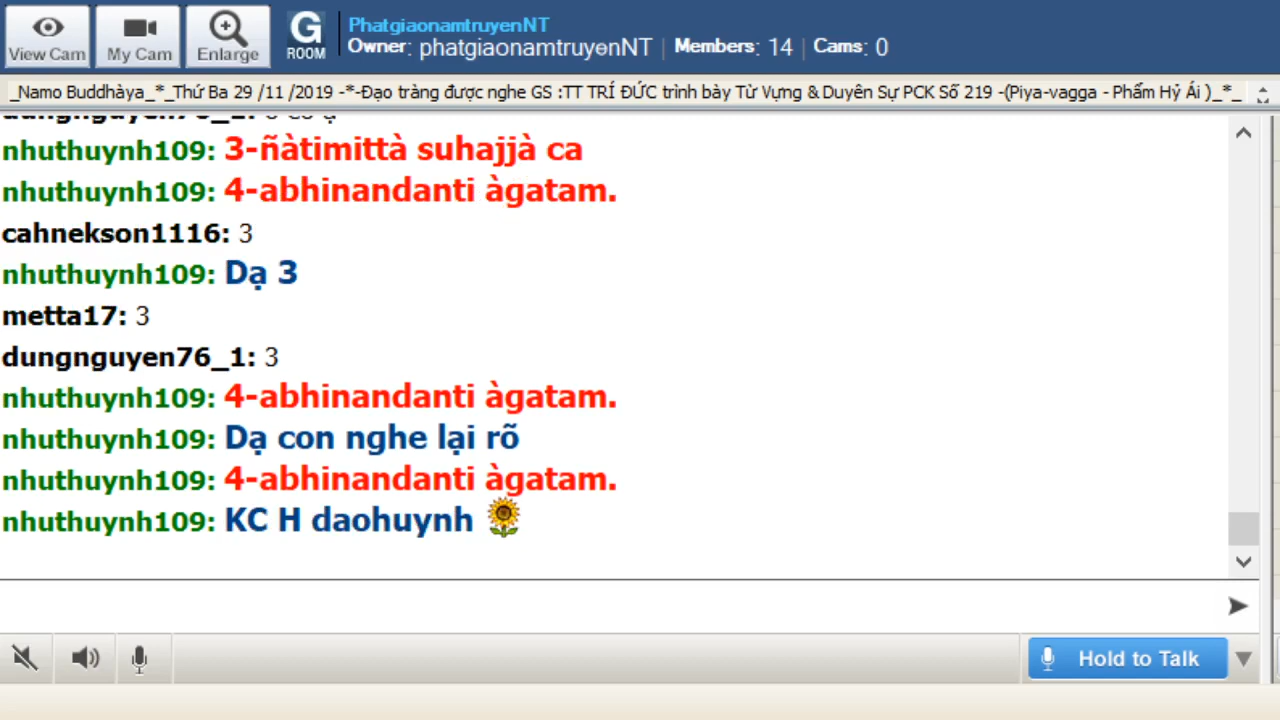 View Cam
My Cam
Enlarge
G
ROOM
PhatgiaonamtruyenNT
Owner: phatgiaonamtruyenNT | Members: 14 | Cams: 0
_Namo Buddhàya_*_Thứ Ba 29 /11 /2019 -*-Đạo tràng được nghe GS :TT TRÍ ĐỨC trình bày Từ Vựng & Duyên Sự PCK Số 219 -(Piya-vagga - Phẩm Hỷ Ái )_*_
nhuthuynh109: 3-ñàtimittà suhajjà ca
nhuthuynh109: 4-abhinandanti àgatam.
cahnekson1116: 3
nhuthuynh109: Dạ 3
metta17: 3
dungnguyen76_1: 3
nhuthuynh109: 4-abhinandanti àgatam.
nhuthuynh109: Dạ con nghe lại rõ
nhuthuynh109: 4-abhinandanti àgatam.
nhuthuynh109: KC H daohuynh
Hold to Talk